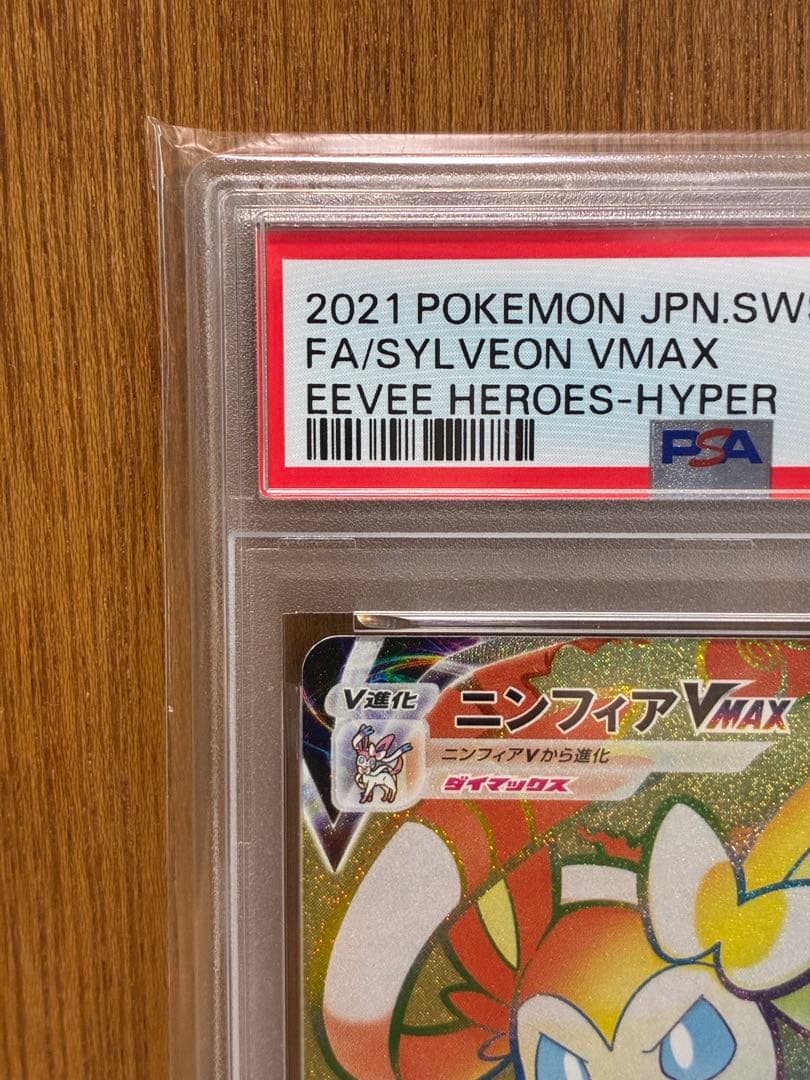 2021 POKEMON JPN.SWS
FA/SYLVEON VMAX
EEVEE HEROES-HYPER
PSA
V進化
ニンフィアVMAX
ニンフィアVから進化
ダイマックス